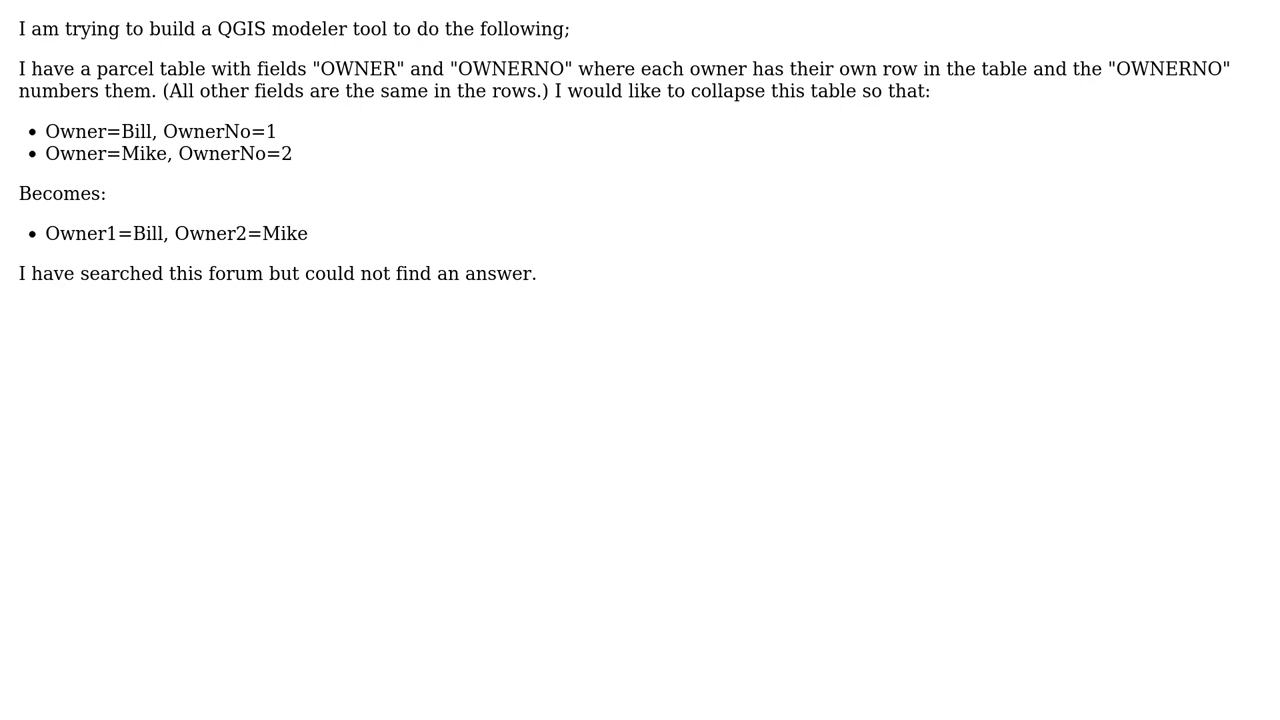 I am trying to build a QGIS modeler tool to do the following;
I have a parcel table with fields "OWNER" and "OWNERNO" where each owner has their own row in the table and the "OWNERNO"
numbers them. (All other fields are the same in the rows.) I would like to collapse this table so that:
• Owner=Bill, OwnerNo=1
• Owner=Mike, OwnerNo=2
Becomes:
• Owner1=Bill, Owner2=Mike
I have searched this forum but could not find an answer.